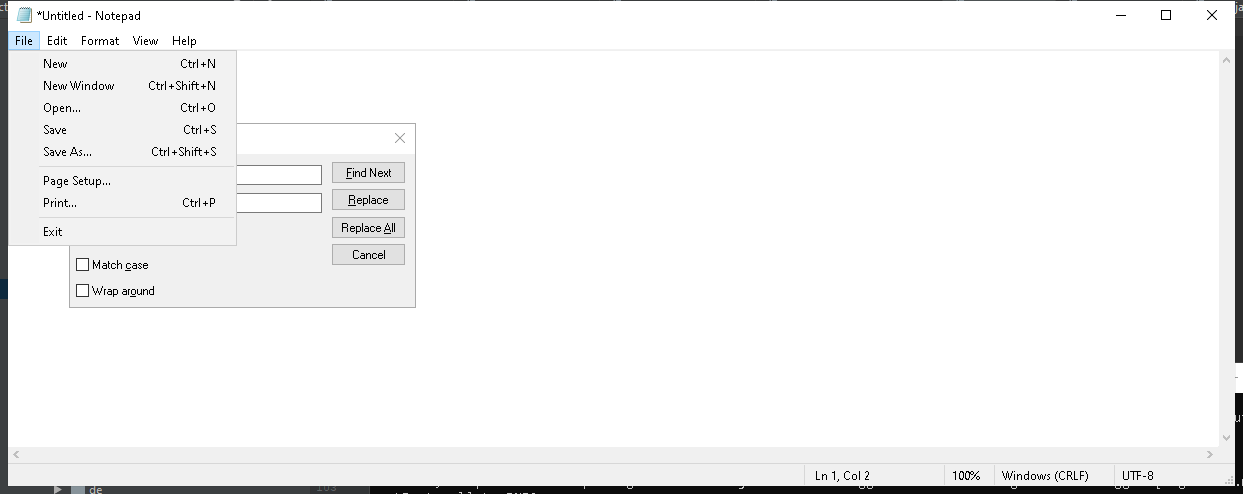 *Untitled - Notepad
File Edit Format View Help
New Ctrl+N
New Window Ctrl+Shift+N
Open... Ctrl+O
Save Ctrl+S
Save As... Ctrl+Shift+S
Page Setup...
Print... Ctrl+P
Exit
Find Next
Replace
Replace All
Cancel
Match case
Wrap around
Ln 1, Col 2 100% Windows (CRLF) UTF-8
de
103